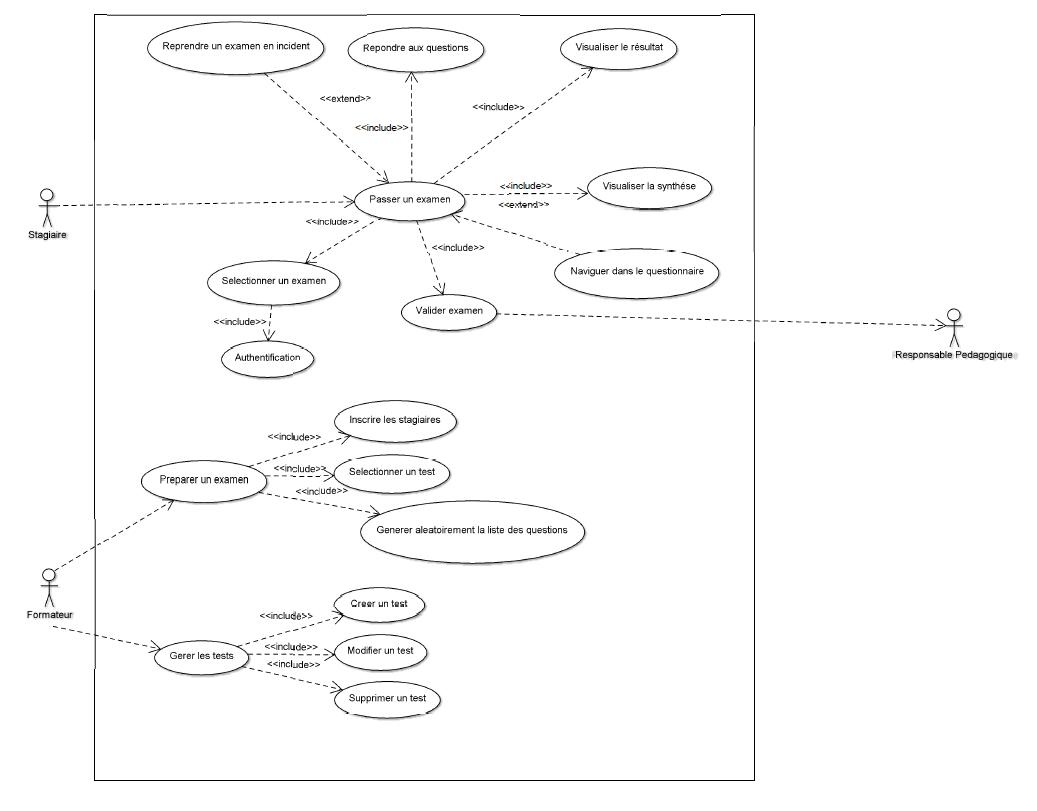 Reprendre un examen en incident
Repondre aux questions
Visualiser le résultat
<<extend>>
<<include>>
<<include>>
Passer un examen
<<include>>
Visualiser la synthése
<<extend>>
Stagiaire
<<include>>
<<include>>
Naviguer dans le questionnaire
Selectionner un examen
Valider examen
<<include>>
Authentification
Responsable Pedagogique
Inscrire les stagiaires
<<include>>
Preparer un examen
<<include>>
Selectionner un test
<<include>>
Generer aleatoirement la liste des questions
Formateur
Creer un test
<<include>>
Gerer les tests
<<include>>
Modifier un test
<<include>>
Supprimer un test